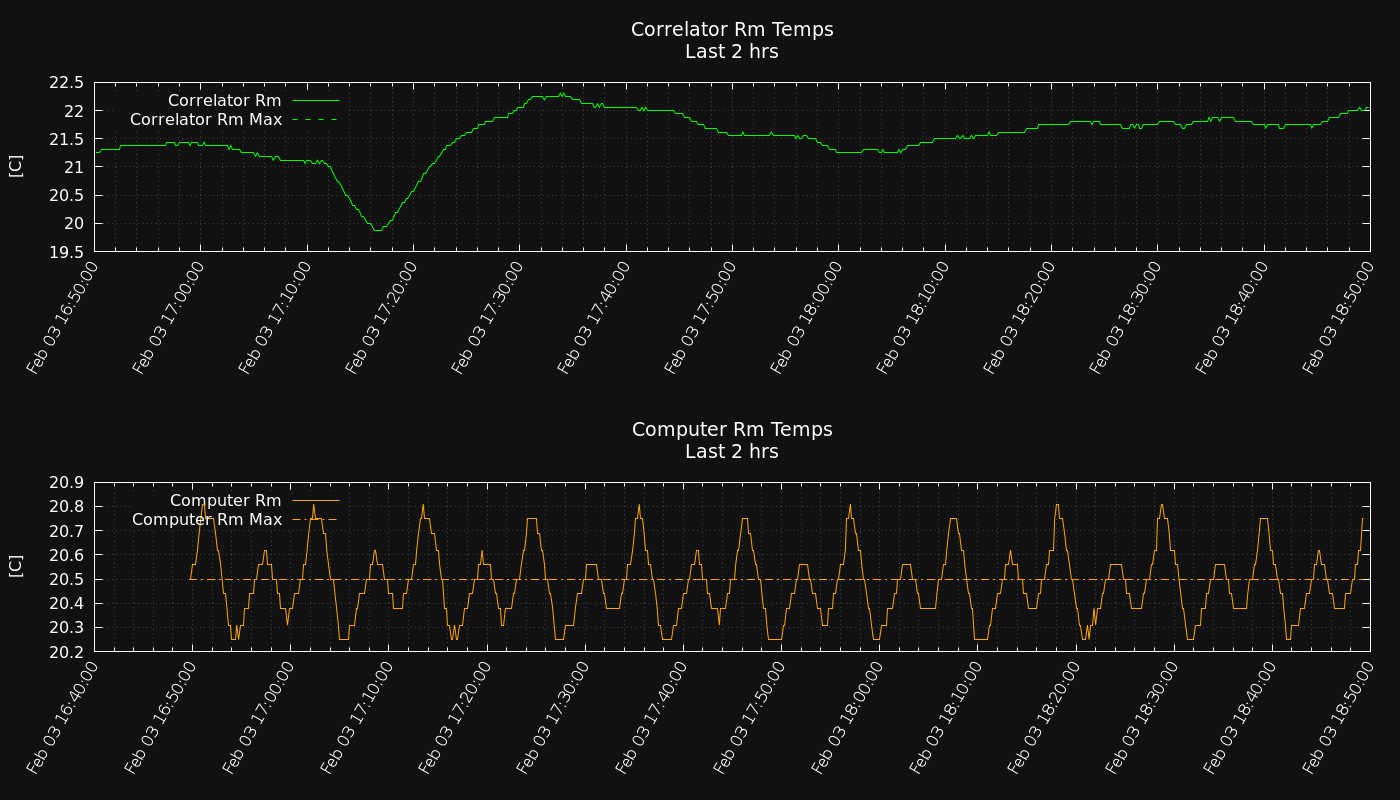 Correlator Rm Temps
Last 2 hrs
22.5
22
21.5
21
20.5
20
19.5
[C]
Correlator Rm
Correlator Rm Max
Feb 03 16:50:00
Feb 03 17:00:00
Feb 03 17:10:00
Feb 03 17:20:00
Feb 03 17:30:00
Feb 03 17:40:00
Feb 03 17:50:00
Feb 03 18:00:00
Feb 03 18:10:00
Feb 03 18:20:00
Feb 03 18:30:00
Feb 03 18:40:00
Feb 03 18:50:00
Computer Rm Temps
Last 2 hrs
20.9
20.8
20.7
20.6
20.5
20.4
20.3
20.2
[C]
Computer Rm
Computer Rm Max
Feb 03 16:40:00
Feb 03 16:50:00
Feb 03 17:00:00
Feb 03 17:10:00
Feb 03 17:20:00
Feb 03 17:30:00
Feb 03 17:40:00
Feb 03 17:50:00
Feb 03 18:00:00
Feb 03 18:10:00
Feb 03 18:20:00
Feb 03 18:30:00
Feb 03 18:40:00
Feb 03 18:50:00